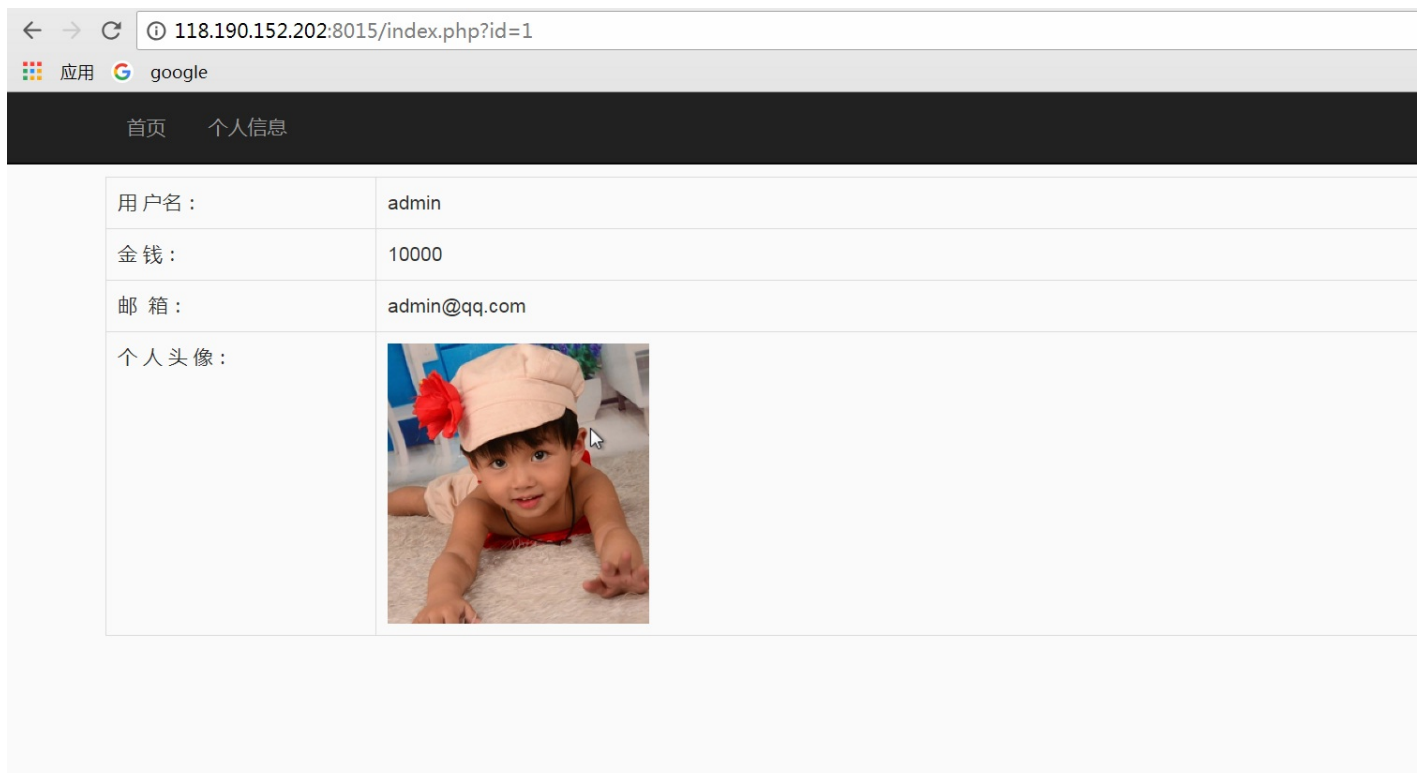 118.190.152.202:8015/index.php?id=1
应用 google
首页 个人信息
用 户名： admin
金 钱： 10000
邮 箱： admin@qq.com
个 人 头 像：